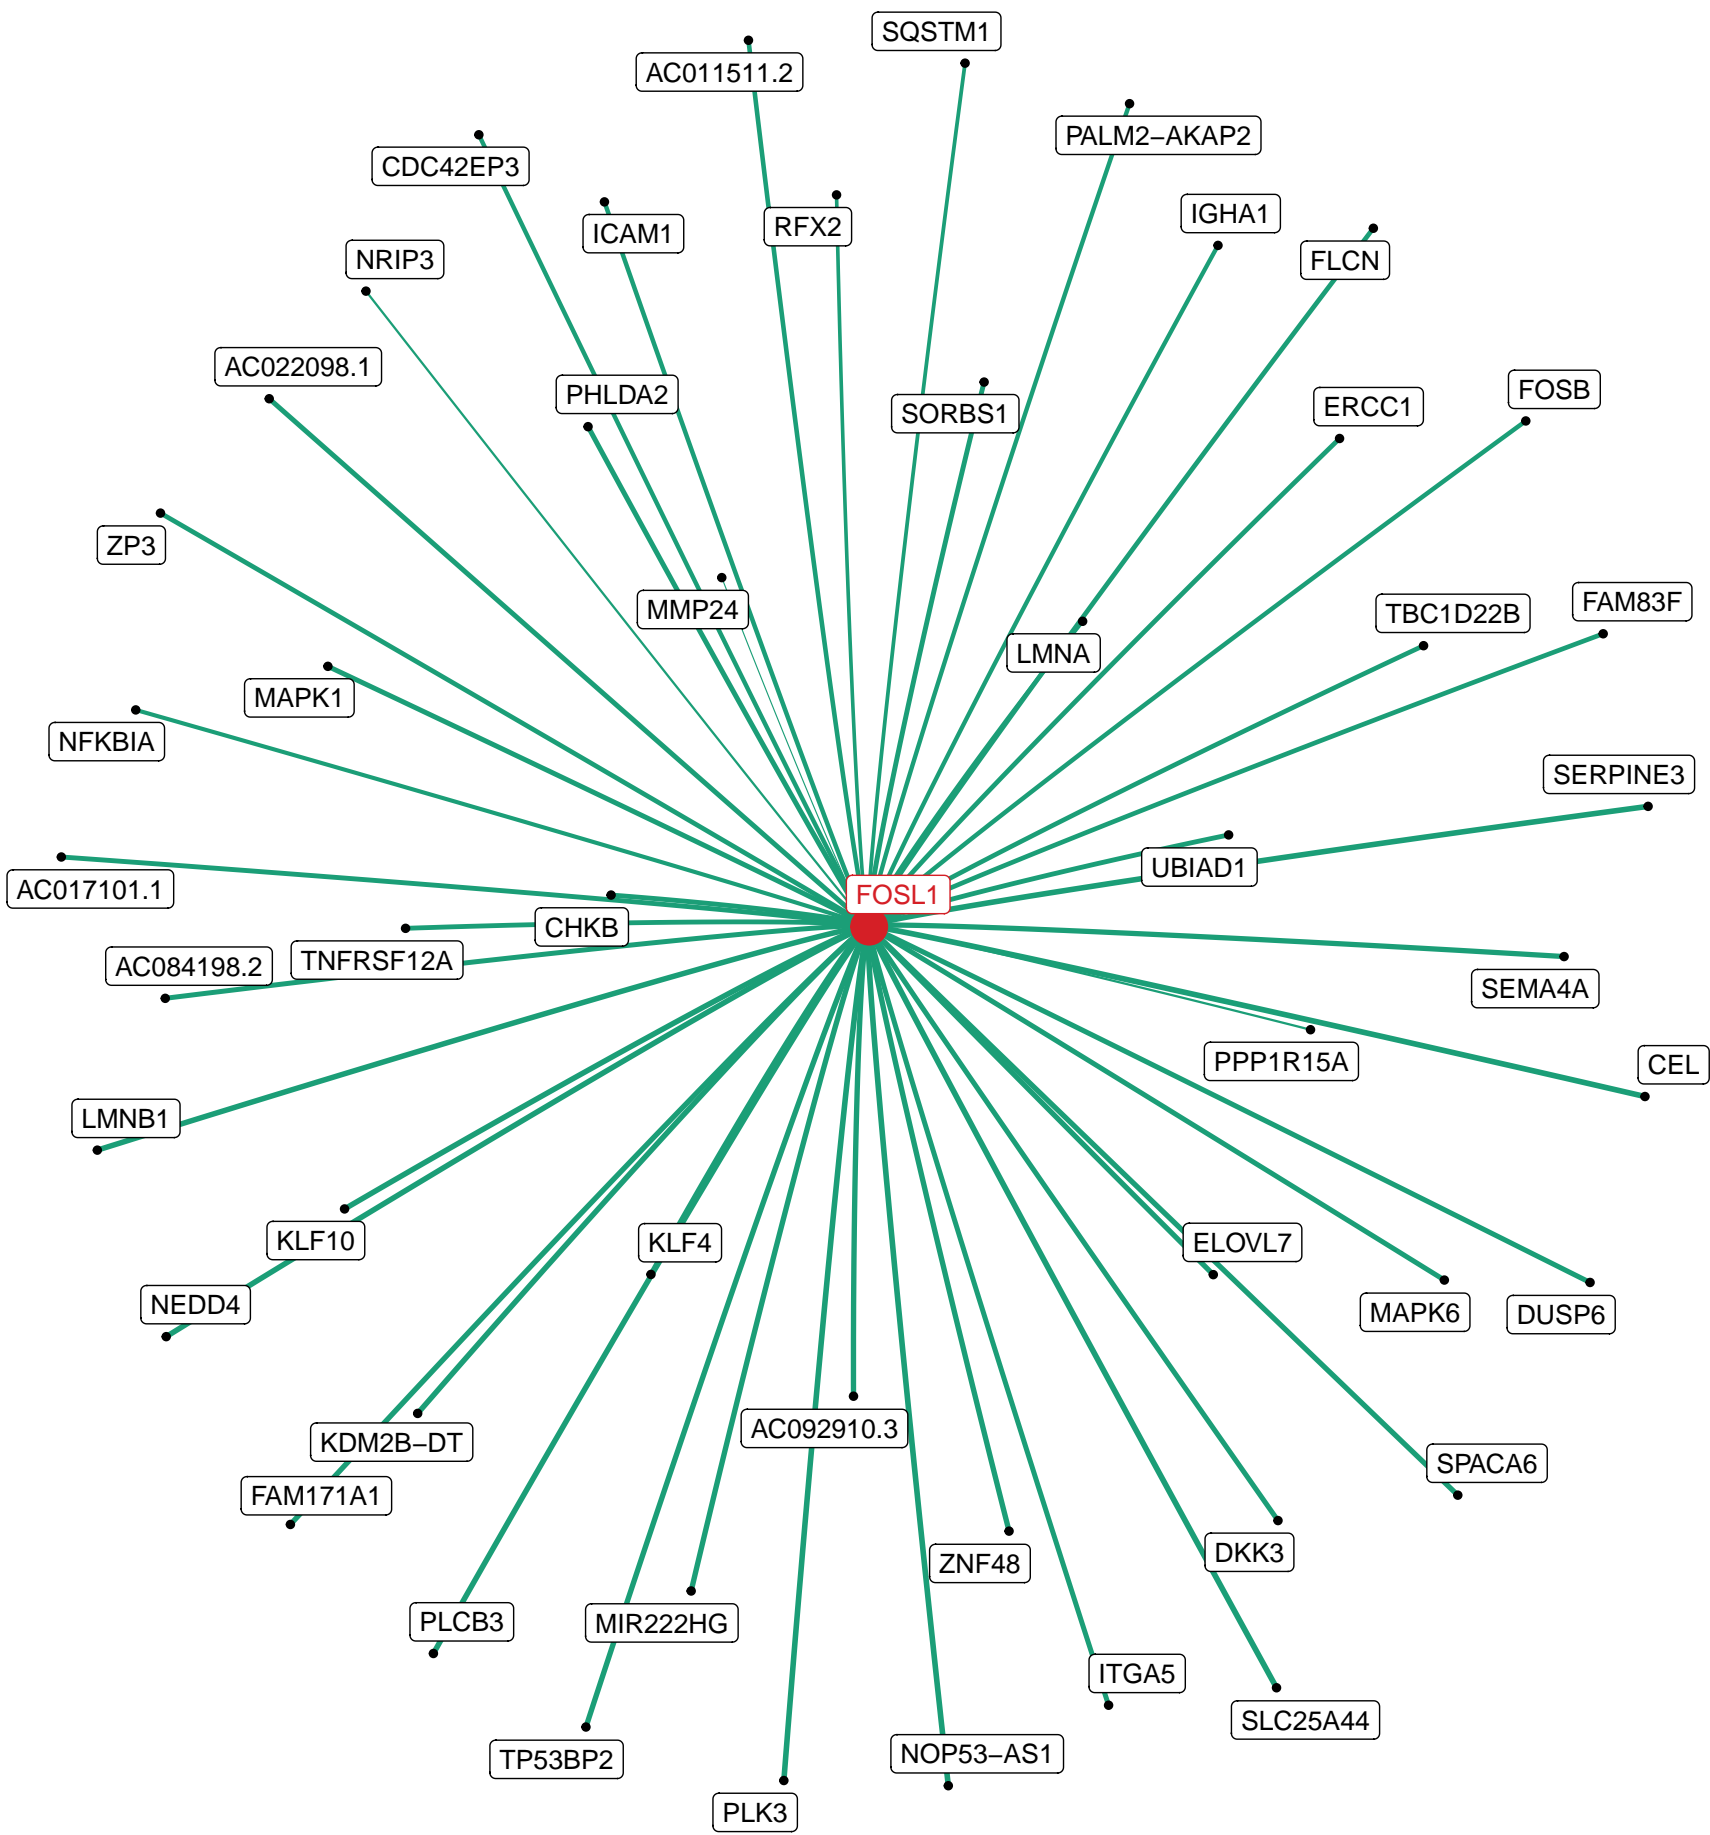 SQSTM1
AC011511.2
PALM2−AKAP2
CDC42EP3
IGHA1
RFX2
ICAM1
NRIP3
FLCN
AC022098.1
FOSB
PHLDA2
ERCC1
SORBS1
ZP3
FAM83F
MMP24
TBC1D22B
LMNA
MAPK1
NFKBIA
SERPINE3
UBIAD1
AC017101.1
FOSL1
CHKB
TNFRSF12A
AC084198.2
SEMA4A
PPP1R15A
CEL
LMNB1
KLF10
KLF4
ELOVL7
NEDD4
MAPK6
DUSP6
AC092910.3
KDM2B−DT
SPACA6
FAM171A1
DKK3
ZNF48
PLCB3
MIR222HG
ITGA5
SLC25A44
NOP53−AS1
TP53BP2
PLK3